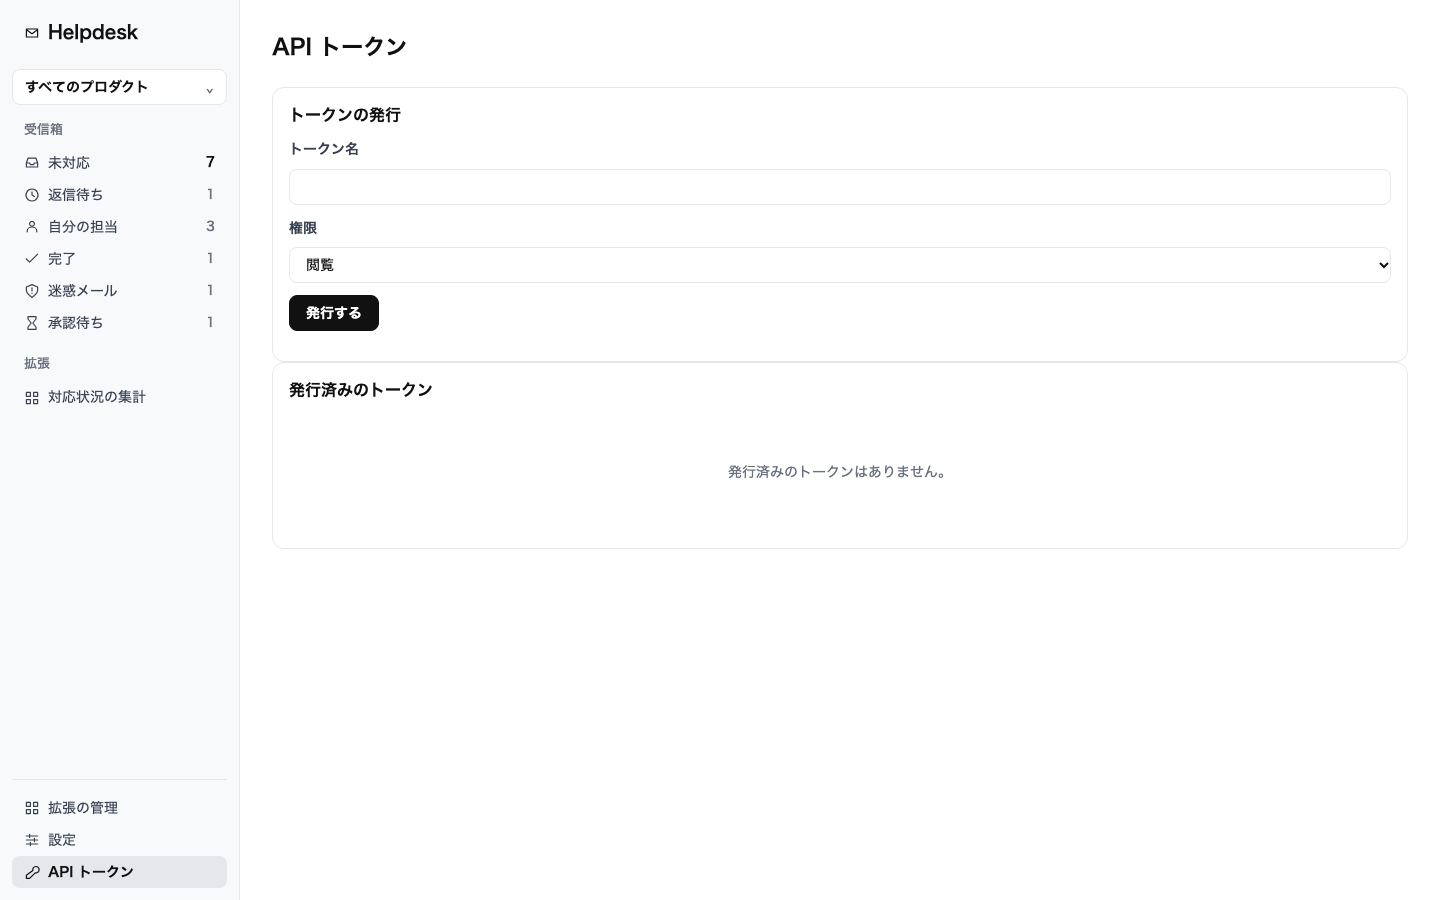 Helpdesk
すべてのプロダクト
受信箱
未対応 7
返信待ち 1
自分の担当 3
完了 1
迷惑メール 1
承認待ち 1
拡張
対応状況の集計
拡張の管理
設定
API トークン
API トークン
トークンの発行
トークン名
権限
閲覧
発行する
発行済みのトークン
発行済みのトークンはありません。